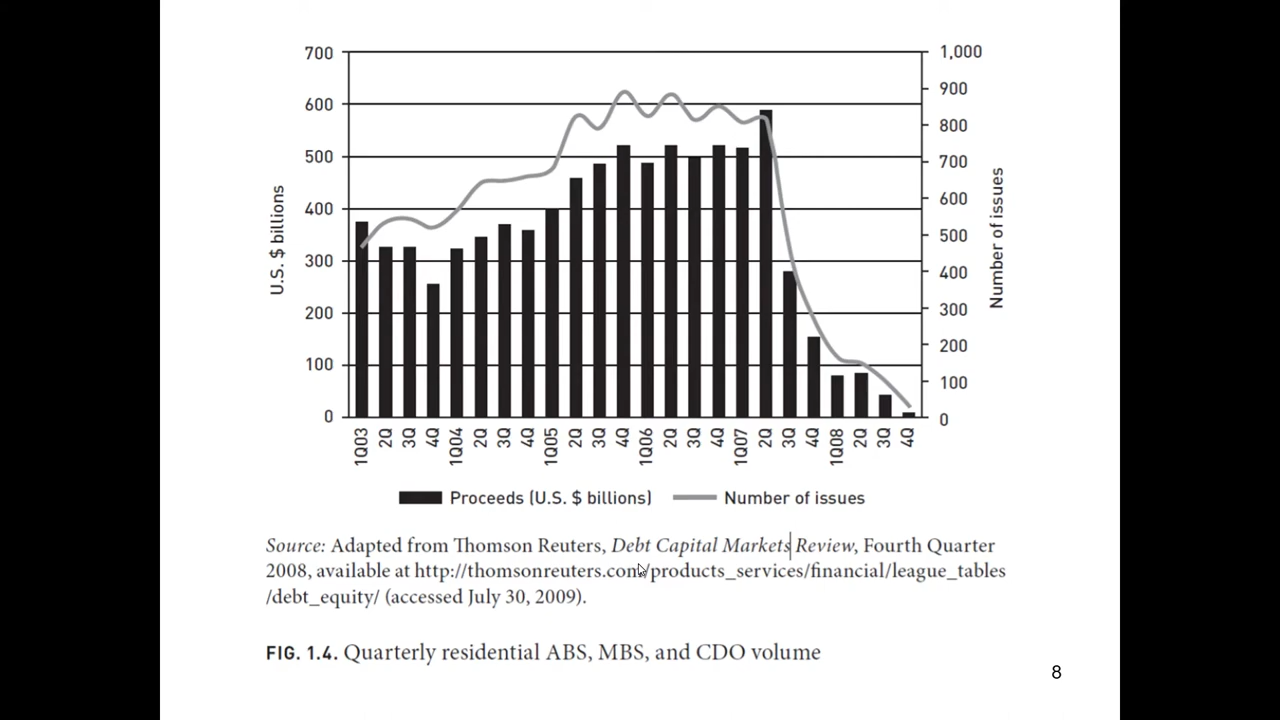 700
600
500
400
300
200
100
0
U.S. $ billions
1,000
900
800
700
600
500
400
300
200
100
0
Number of issues
1Q03 2Q 3Q 4Q 1Q04 2Q 3Q 4Q 1Q05 2Q 3Q 4Q 1Q06 2Q 3Q 4Q 1Q07 2Q 3Q 4Q 1Q08 2Q 3Q 4Q
Proceeds (U.S. $ billions) Number of issues
Source: Adapted from Thomson Reuters, Debt Capital Markets Review, Fourth Quarter
2008, available at http://thomsonreuters.com/products_services/financial/league_tables
/debt_equity/ (accessed July 30, 2009).
FIG. 1.4. Quarterly residential ABS, MBS, and CDO volume
8